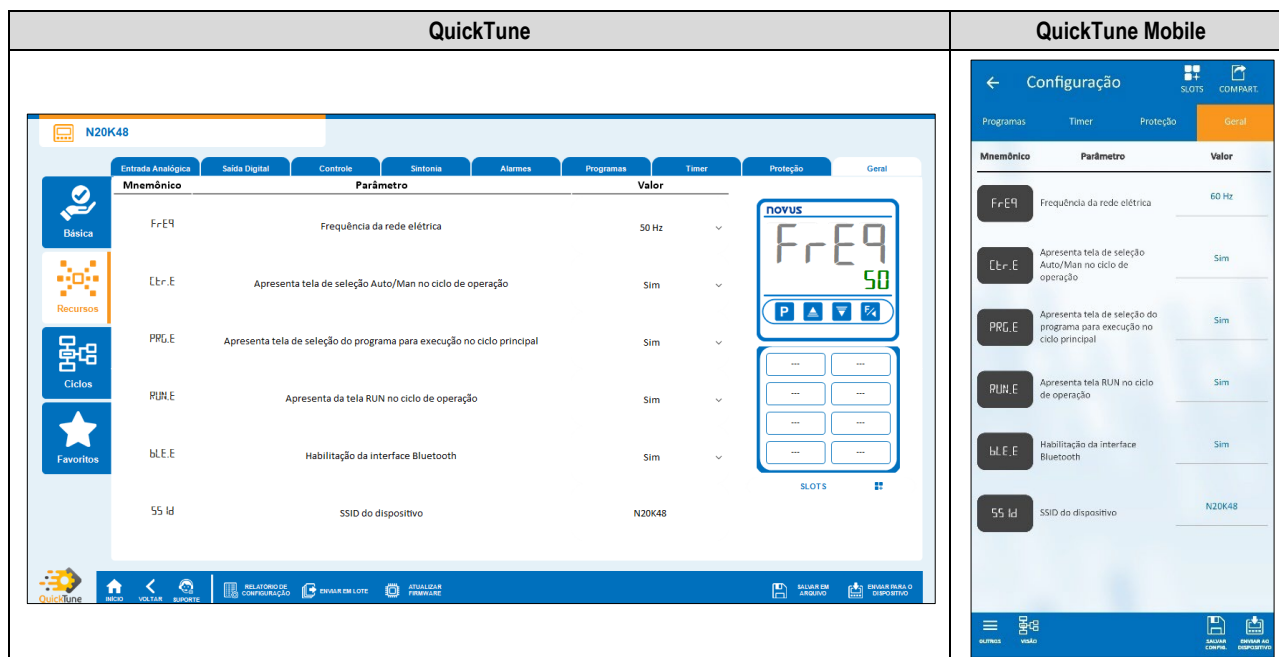 QuickTune
QuickTune Mobile
N20K48
Entrada Analógica Saída Digital Controle Sintonia Alarmes Programas Timer Proteção Geral
Mnemônico Parâmetro Valor
Básica
FrEq Frequência da rede elétrica 50 Hz
Recursos
Ctr.E Apresenta tela de seleção Auto/Man no ciclo de operação Sim
PRG.E Apresenta tela de seleção do programa para execução no ciclo principal Sim
Ciclos
RUN.E Apresenta da tela RUN no ciclo de operação Sim
Favoritos
bLE.E Habilitação da interface Bluetooth Sim
SS Id SSID do dispositivo N20K48
novus
FrEq
50
P F/
--- ---
--- ---
--- ---
--- ---
SLOTS
QuickTune
INÍCIO VOLTAR SUPORTE
RELATÓRIO DE
CONFIGURAÇÃO
ENVIAR EM LOTE
ATUALIZAR
FIRMWARE
SALVAR EM
ARQUIVO
ENVIAR PARA O
DISPOSITIVO
Configuração
SLOTS COMPART.
Programas Timer Proteção Geral
Mnemônico Parâmetro Valor
FrEq Frequência da rede elétrica 60 Hz
Ctr.E
Apresenta tela de seleção
Auto/Man no ciclo de
operação
Sim
PRG.E
Apresenta tela de seleção do
programa para execução no
ciclo principal
Sim
RUN.E
Apresenta tela RUN no ciclo
de operação
Sim
bLE.E
Habilitação da interface
Bluetooth
Sim
SS Id SSID do dispositivo N20K48
OUTROS VISÃO
SALVAR
CONFIG.
ENVIAR AO
DISPOSITIVO